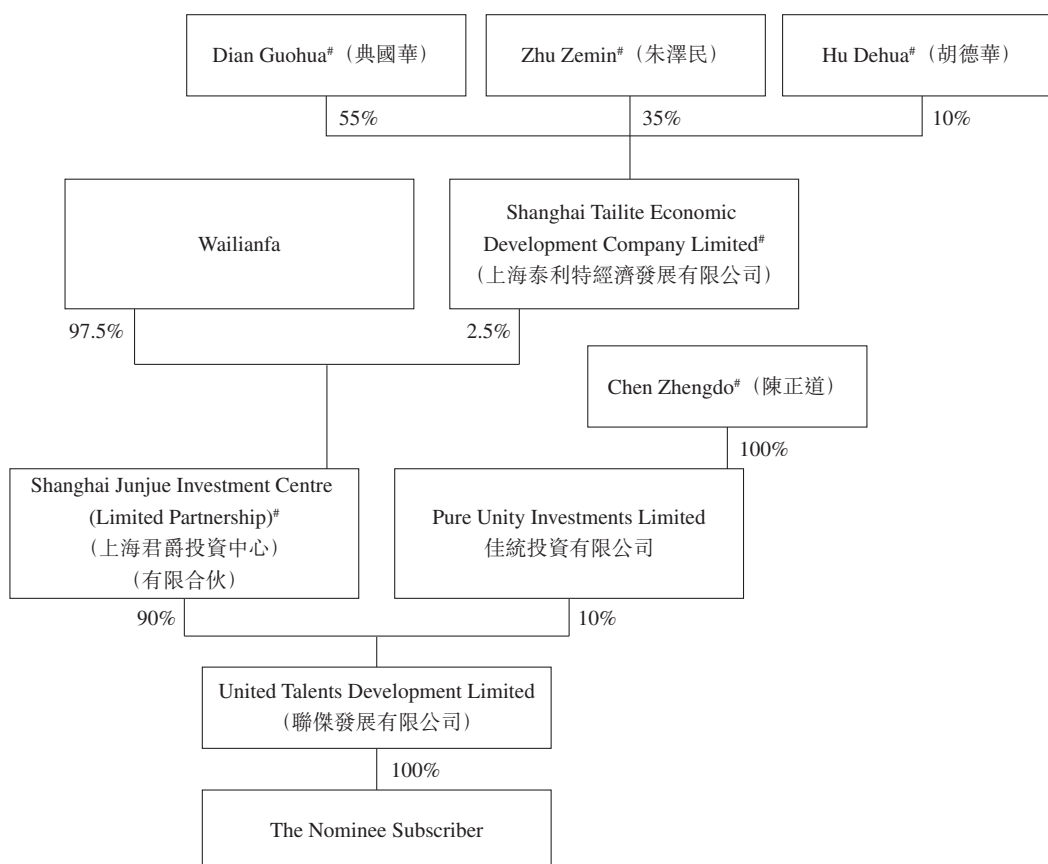 Dian Guohua#（典國華）
Zhu Zemin#（朱澤民）
Hu Dehua#（胡德華）
55%
35%
10%
Wailianfa
Shanghai Tailite Economic
Development Company Limited#
（上海泰利特經濟發展有限公司）
97.5%
2.5%
Chen Zhengdo#（陳正道）
100%
Shanghai Junjue Investment Centre
(Limited Partnership)#
（上海君爵投資中心）
（有限合伙）
Pure Unity Investments Limited
佳統投資有限公司
90%
10%
United Talents Development Limited
（聯傑發展有限公司）
100%
The Nominee Subscriber